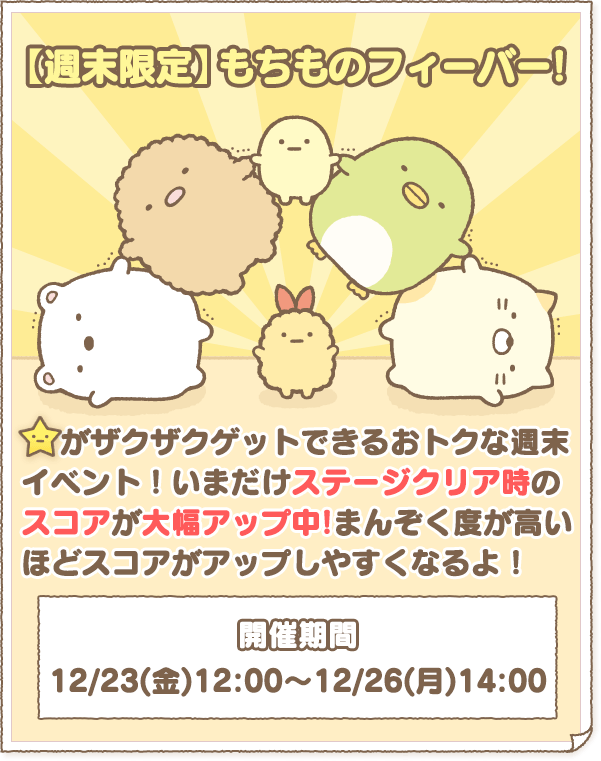 【週末限定】もちものフィーバー!
がザクザクゲットできるおトクな週末
イベント！いまだけステージクリア時の
スコアが大幅アップ中!まんぞく度が高い
ほどスコアがアップしやすくなるよ！
開催期間
12/23(金)12:00～12/26(月)14:00